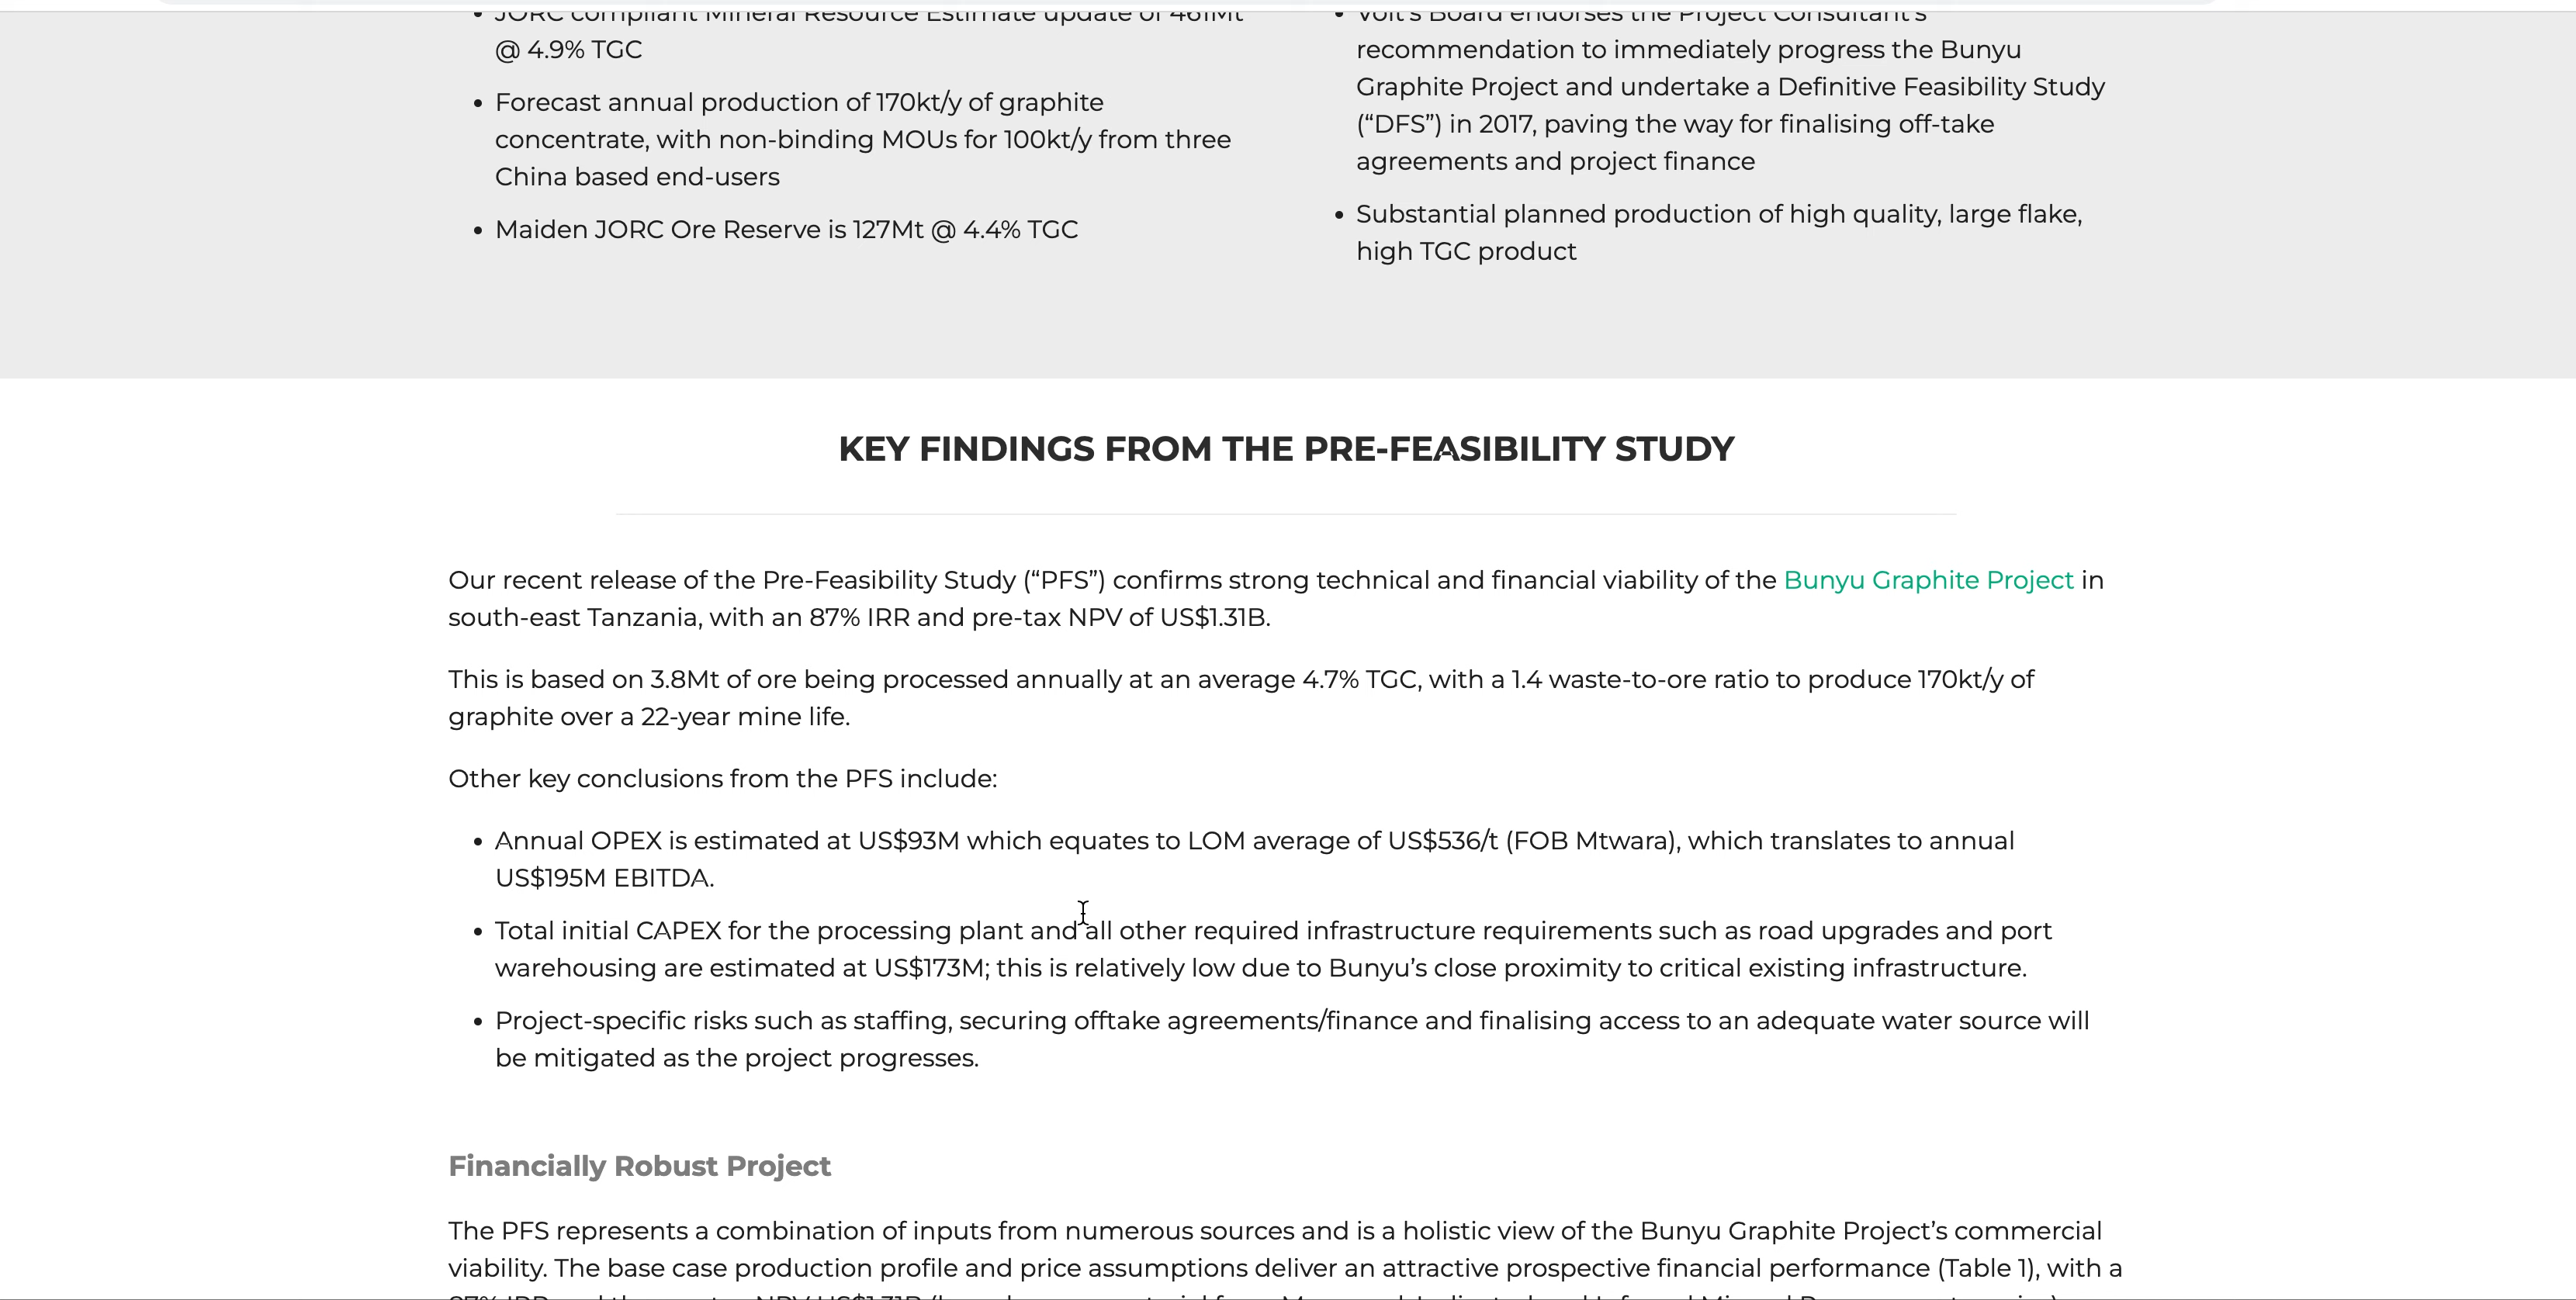 • JORC compliant Mineral Resource Estimate update of 461Mt
@ 4.9% TGC
• Forecast annual production of 170kt/y of graphite
concentrate, with non-binding MOUs for 100kt/y from three
China based end-users
• Maiden JORC Ore Reserve is 127Mt @ 4.4% TGC
• Volt's Board endorses the Project Consultant's
recommendation to immediately progress the Bunyu
Graphite Project and undertake a Definitive Feasibility Study
(“DFS”) in 2017, paving the way for finalising off-take
agreements and project finance
• Substantial planned production of high quality, large flake,
high TGC product
KEY FINDINGS FROM THE PRE-FEASIBILITY STUDY
Our recent release of the Pre-Feasibility Study (“PFS”) confirms strong technical and financial viability of the Bunyu Graphite Project in
south-east Tanzania, with an 87% IRR and pre-tax NPV of US$1.31B.
This is based on 3.8Mt of ore being processed annually at an average 4.7% TGC, with a 1.4 waste-to-ore ratio to produce 170kt/y of
graphite over a 22-year mine life.
Other key conclusions from the PFS include:
• Annual OPEX is estimated at US$93M which equates to LOM average of US$536/t (FOB Mtwara), which translates to annual
US$195M EBITDA.
• Total initial CAPEX for the processing plant and all other required infrastructure requirements such as road upgrades and port
warehousing are estimated at US$173M; this is relatively low due to Bunyu’s close proximity to critical existing infrastructure.
• Project-specific risks such as staffing, securing offtake agreements/finance and finalising access to an adequate water source will
be mitigated as the project progresses.
Financially Robust Project
The PFS represents a combination of inputs from numerous sources and is a holistic view of the Bunyu Graphite Project’s commercial
viability. The base case production profile and price assumptions deliver an attractive prospective financial performance (Table 1), with a